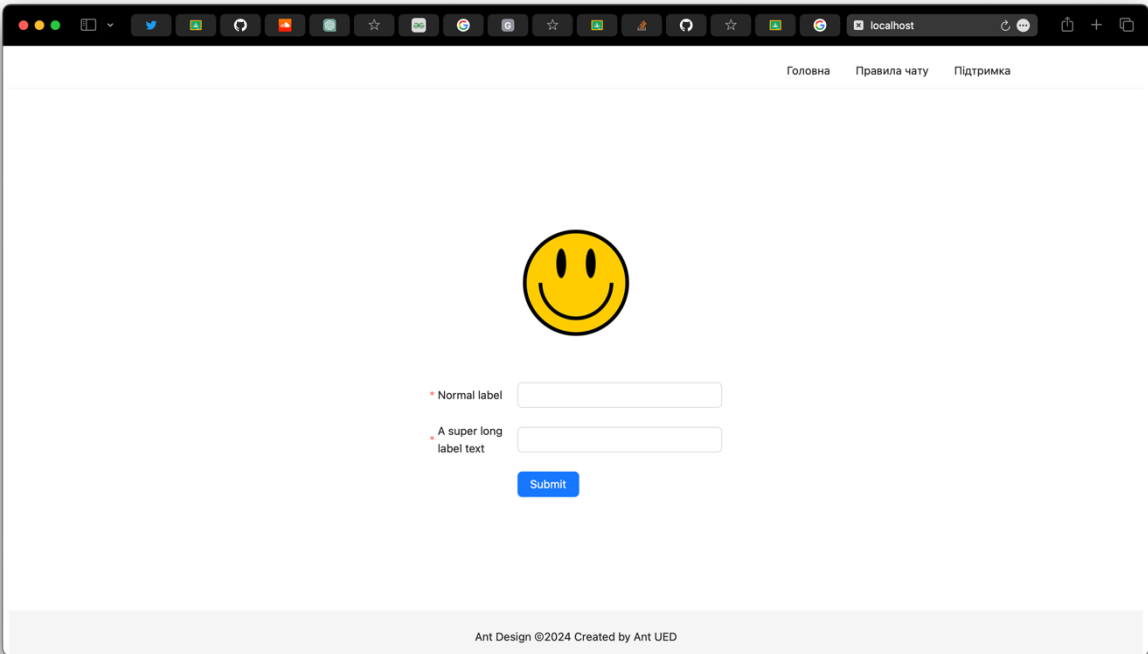 localhost
Головна Правила чату Підтримка
* Normal label
* A super long
label text
Submit
Ant Design ©2024 Created by Ant UED